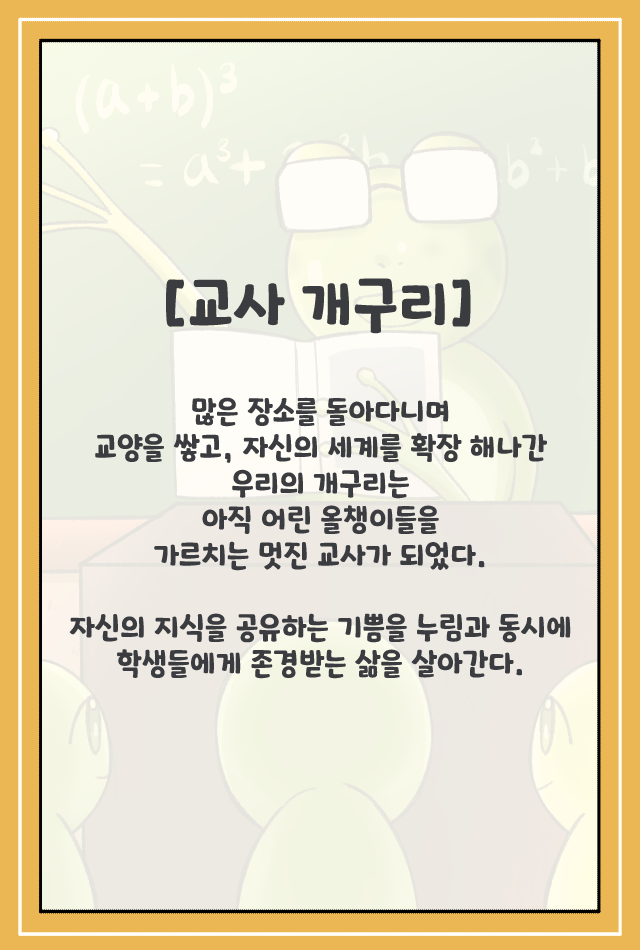 (a+b)³
= a³+ 3a²b b²+b
[교사 개구리]
많은 장소를 돌아다니며
교양을 쌓고, 자신의 세계를 확장 해나간
우리의 개구리는
아직 어린 올챙이들을
가르치는 멋진 교사가 되었다.
자신의 지식을 공유하는 기쁨을 누림과 동시에
학생들에게 존경받는 삶을 살아간다.